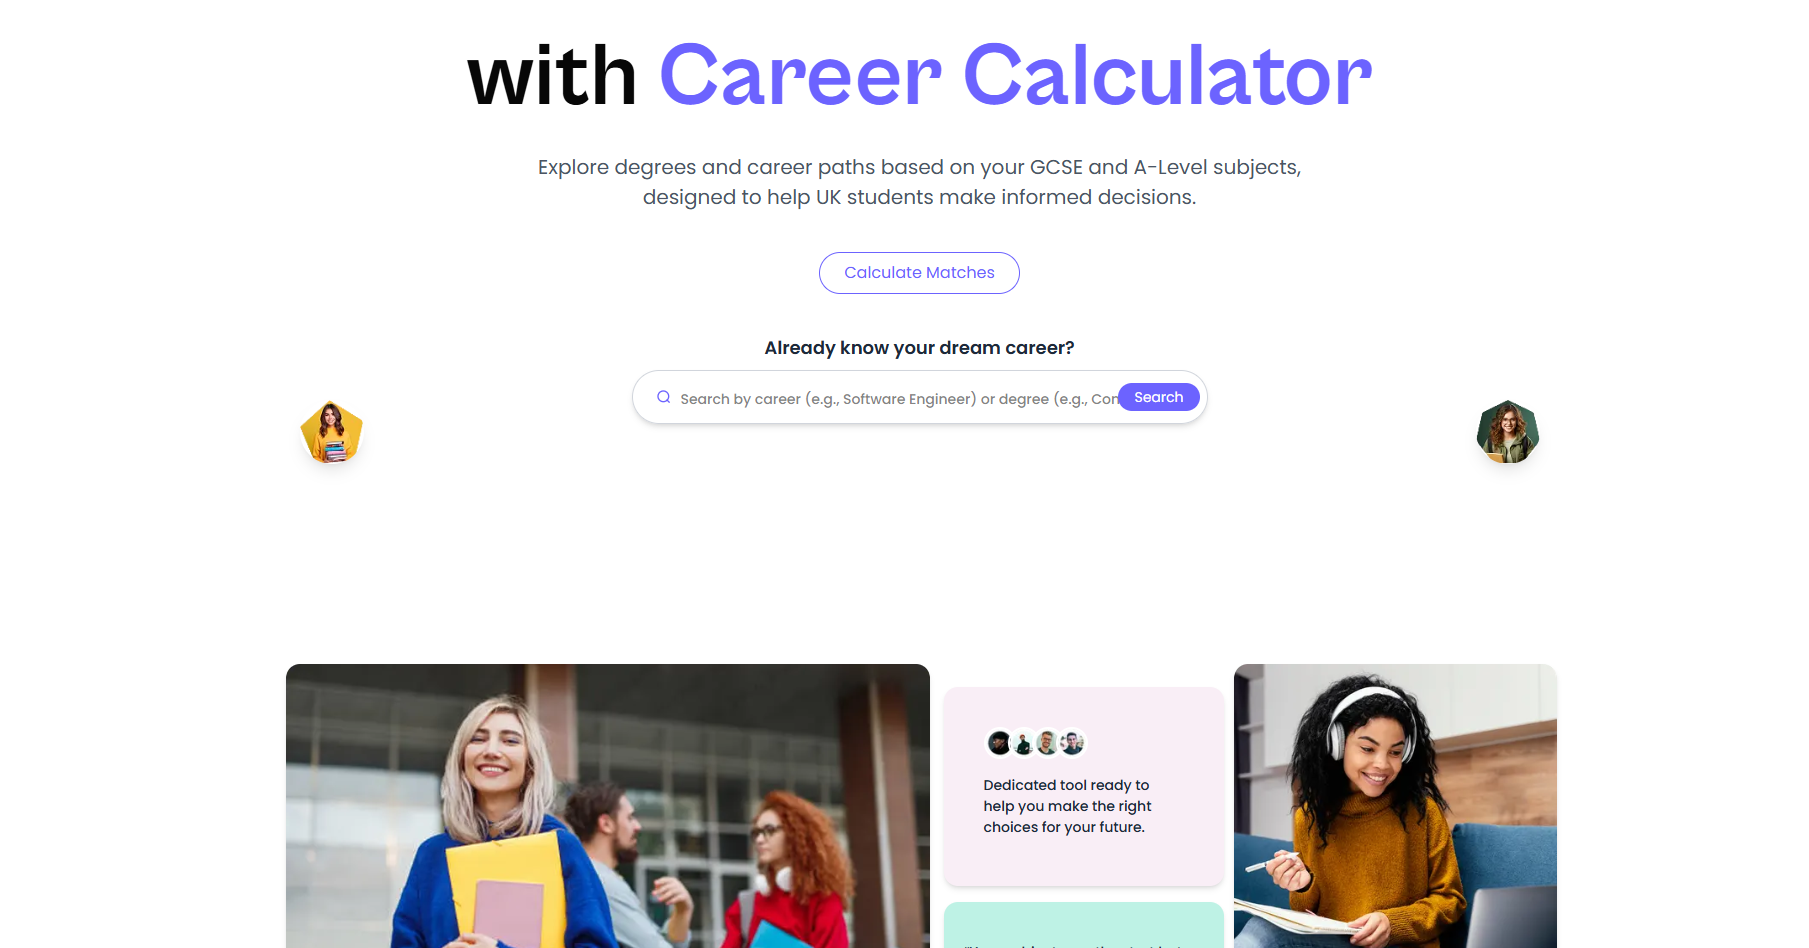 with Career Calculator
Explore degrees and career paths based on your GCSE and A-Level subjects,
designed to help UK students make informed decisions.
Calculate Matches
Already know your dream career?
Search by career (e.g., Software Engineer) or degree (e.g., Con
Search
Dedicated tool ready to
help you make the right
choices for your future.